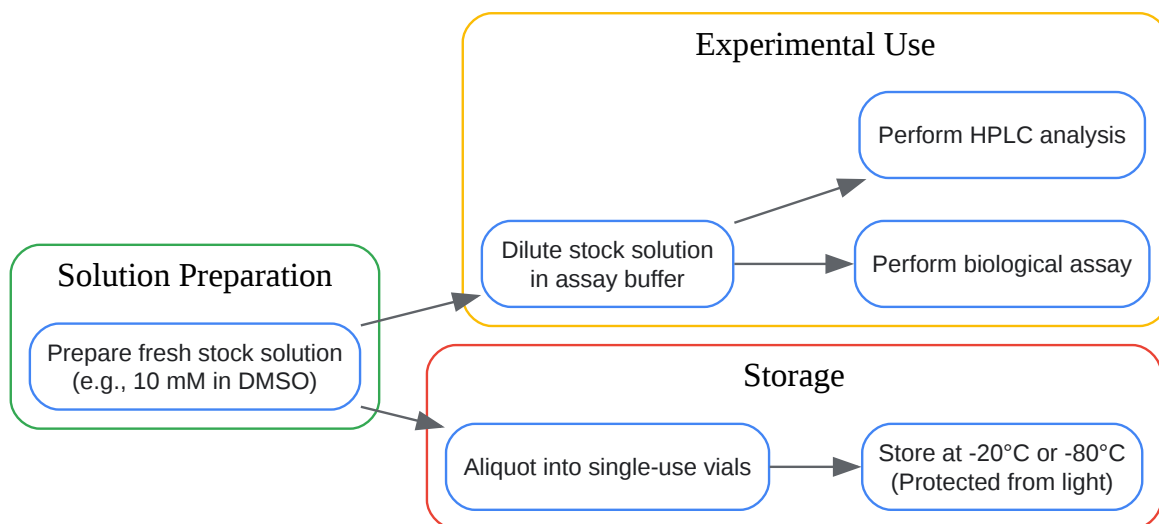 Experimental Use
Perform HPLC analysis
Dilute stock solution
in assay buffer
Perform biological assay
Solution Preparation
Prepare fresh stock solution
(e.g., 10 mM in DMSO)
Storage
Aliquot into single-use vials
Store at -20°C or -80°C
(Protected from light)